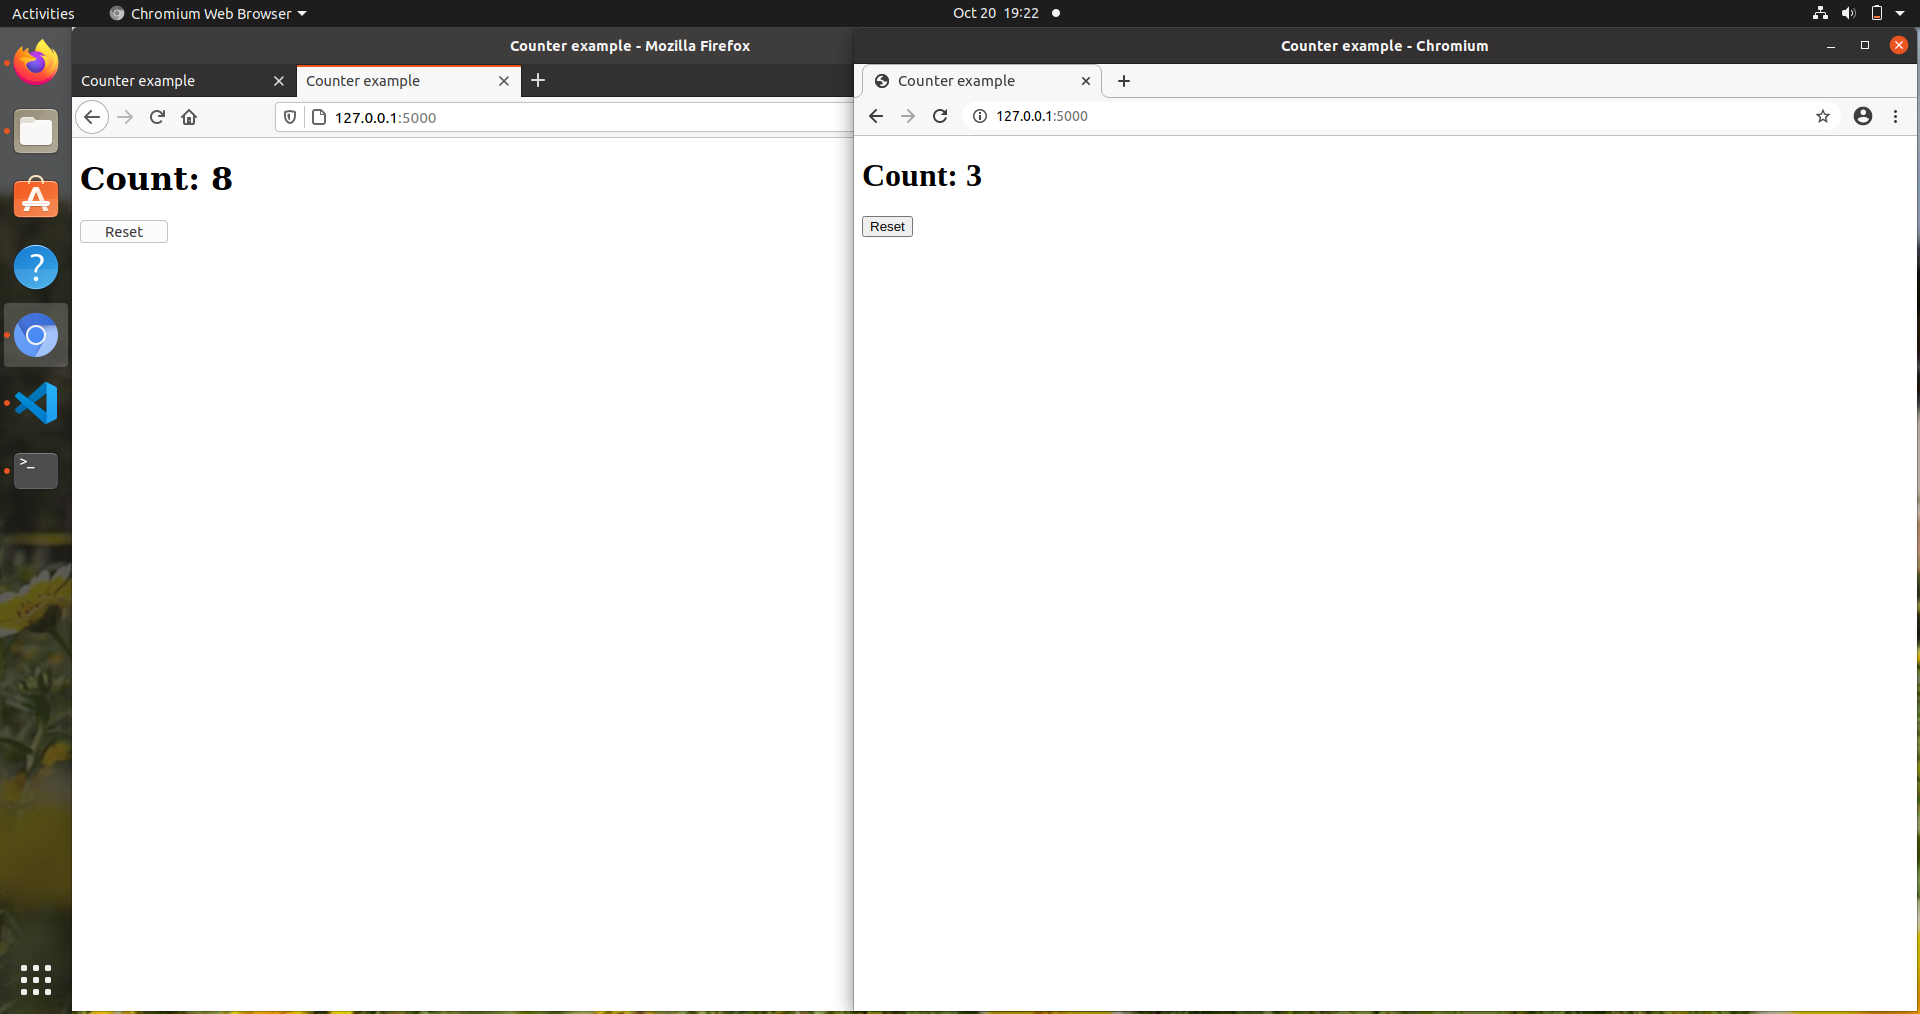 Activities
Chromium Web Browser
Oct 20 19:22
Counter example - Mozilla Firefox
Counter example
Counter example
127.0.0.1:5000
Count: 8
Reset
Counter example - Chromium
Counter example
127.0.0.1:5000
Count: 3
Reset